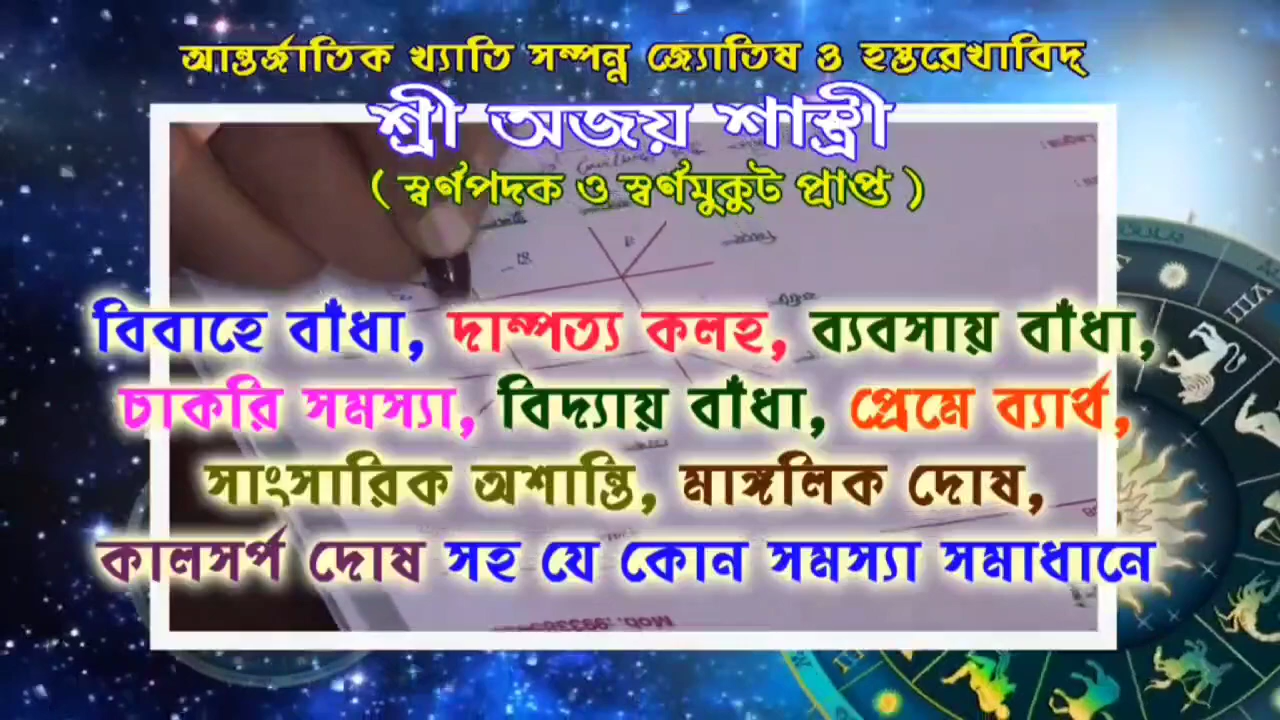 আন্তর্জাতিক খ্যাতি সম্পন্ন জ্যোতিষ ও হস্তরেখাবিদ্
শ্রী অজয় শাস্ত্রী
( স্বর্ণপদক ও স্বর্ণমুকুট প্রাপ্ত )
বিবাহে বাঁধা, দাম্পত্য কলহ, ব্যবসায় বাঁধা,
চাকরি সমস্যা, বিদ্যায় বাঁধা, প্রেমে ব্যার্থ,
সাংসারিক অশান্তি, মাঙ্গলিক দোষ,
কালসর্প দোষ সহ যে কোন সমস্যা সমাধানে